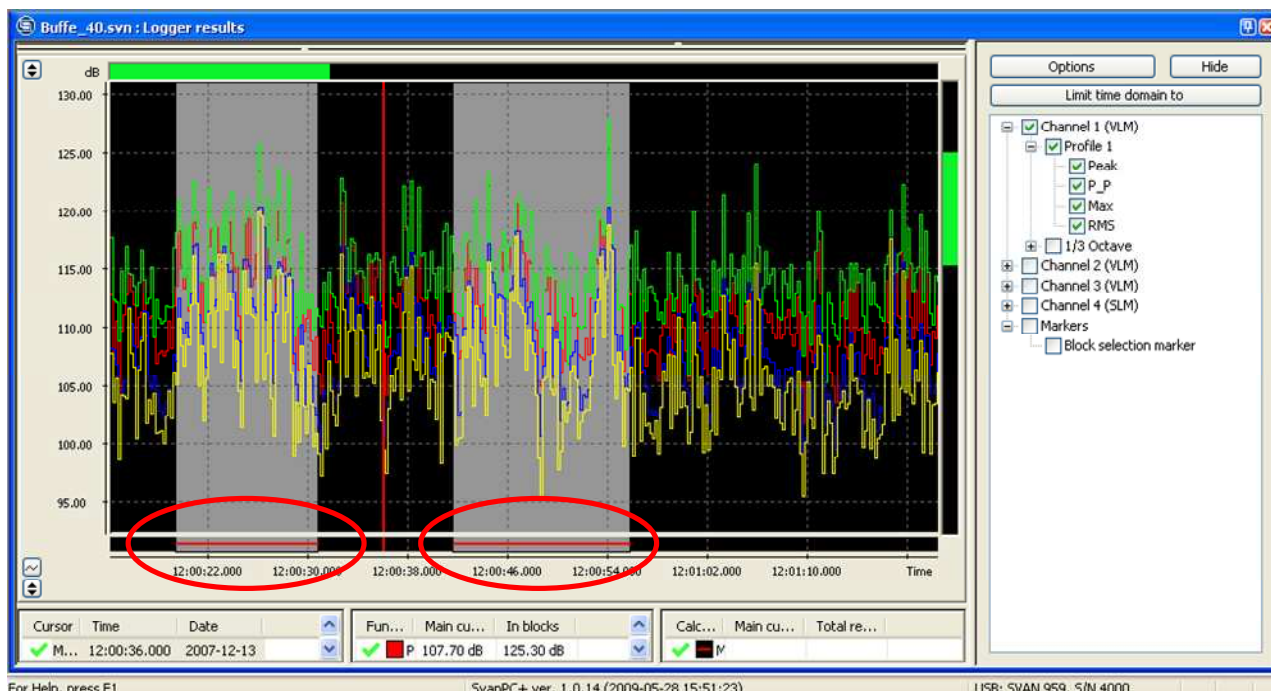 Buffe_40.svn : Logger results
dB
130.00
125.00
120.00
115.00
110.00
105.00
100.00
95.00
12:00:22.000 12:00:30.000 12:00:38.000 12:00:46.000 12:00:54.000 12:01:02.000 12:01:10.000 Time
Options Hide
Limit time domain to
Channel 1 (VLM)
Profile 1
Peak
P_P
Max
RMS
1/3 Octave
Channel 2 (VLM)
Channel 3 (VLM)
Channel 4 (SLM)
Markers
Block selection marker
Cursor Time Date
M... 12:00:36.000 2007-12-13
Fun... Main cu... In blocks
P 107.70 dB 125.30 dB
Calc... Main cu... Total re...
For Help, press F1 SvanPC+ ver. 1.0.14 (2009-05-28 15:51:23) USB: SVAN 959, S/N 4000